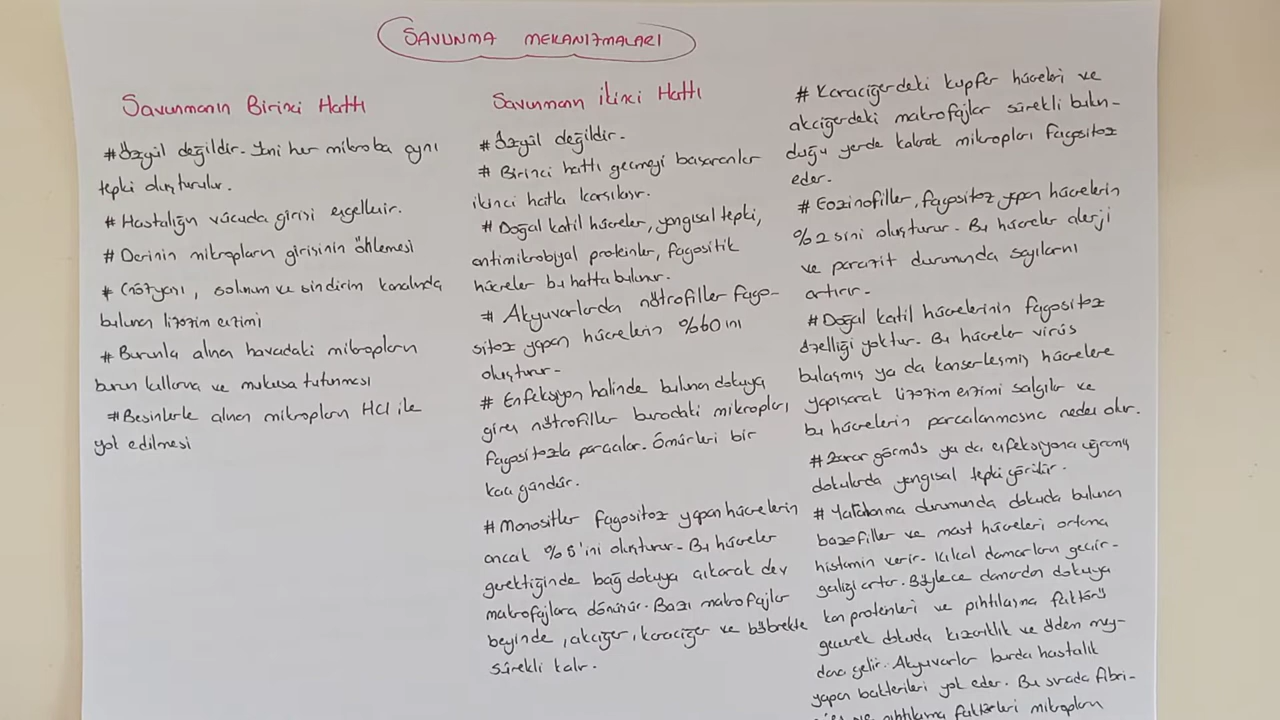 SAVUNMA MEKANIZMALARI
Savunmanın Birinci Hattı
#Özgül değildir. Yani her mikroba aynı
tepki oluşturulur.
#Hastalığın vücuda girişi engellenir.
#Derinin mikropların girişinin önlemesi
# Gözyaşı, solunum ve sindirim kanalında
bulunan lizozim enzimi
#Burunla alınan havadaki mikropların
burun kıllarına ve mukusa tutunması
#Besinlerle alınan mikropların HCl ile
yok edilmesi
Savunmanın İkinci Hattı
#Özgül değildir.
# Birinci hattı geçmeyi başaranlar
ikinci hatla karşılaşır.
#Doğal katil hücreler, yangısal tepki,
antimikrobiyal proteinler, fagositik
hücreler bu hatta bulunur.
# Akyuvarlarda nötrofiller fago-
sitoz yapan hücrelerin %60 ını
oluşturur.
# Enfeksiyon halinde bulunan dokuya
giren nötrofiller buradaki mikropları
fagositozla parçalar. Ömürleri bir
kaç gündür.
#Monositler fagositoz yapan hücrelerin
ancak %5'ini oluşturur. Bu hücreler
gerektiğinde bağ dokuya çıkarak dev
makrofajlara dönüşür. Bazı makrofajlar
beyinde, akciğer, karaciğer ve böbrekte
sürekli kalır.
# Karaciğerdeki kupfer hücreleri ve
akciğerdeki makrofajlar sürekli bulun-
duğu yerde kalarak mikropları fagositoz
eder.
# Eozinofiller, fagositoz yapan hücrelerin
%2 sini oluşturur. Bu hücreler alerji
ve parazit durumunda sayılarını
artırır.
#Doğal katil hücrelerinin fagositoz
özelliği yoktur. Bu hücreler virüs
bulaşmış ya da kanserleşmiş hücrelere
yapışarak lizozim enzimi salgılar ve
bu hücrelerin parçalanmasına neden olur.
#Zarar görmüş ya da enfeksiyona uğramış
dokularda yangısal tepki görülür.
# Yaralanma durumunda dokuda bulunan
bazofiller ve mast hücreleri ortama
histamin verir. Kılcal damarların geçir-
genliği artar. Böylece damardan dokuya
kan proteinleri ve pıhtılaşma faktörü
geçerek dokuda kızarıklık ve ödem mey-
dana gelir. Akyuvarlar burda hastalık
yapan bakterileri yok eder. Bu sırada fibri-
pıhtılaşma faktörleri mikropların